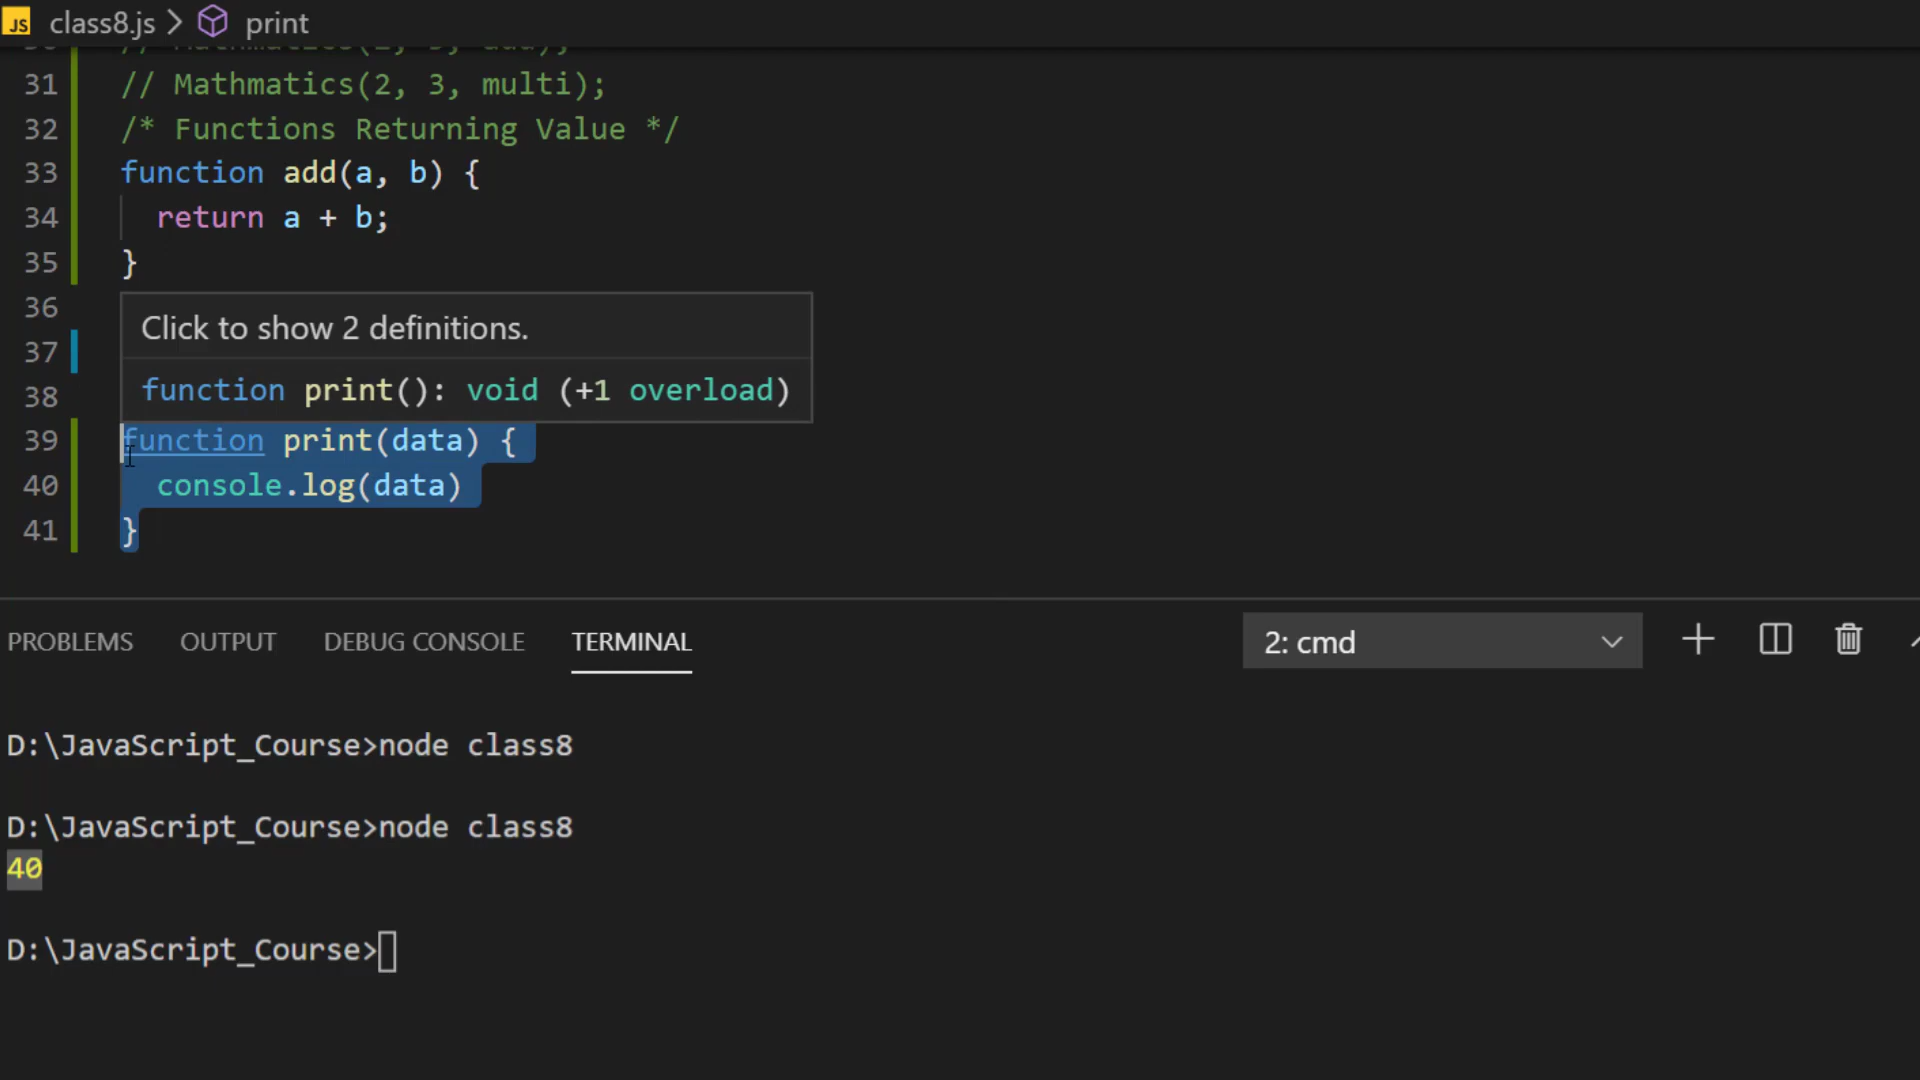 JS class8.js > print
31 // Mathmatics(2, 3, multi);
32 /* Functions Returning Value */
33 function add(a, b) {
34 return a + b;
35 }
36
Click to show 2 definitions.
37
function print(): void (+1 overload)
38
39 function print(data) {
40 console.log(data)
41 }
PROBLEMS OUTPUT DEBUG CONSOLE TERMINAL 2: cmd
D:\JavaScript_Course>node class8
D:\JavaScript_Course>node class8
40
D:\JavaScript_Course>